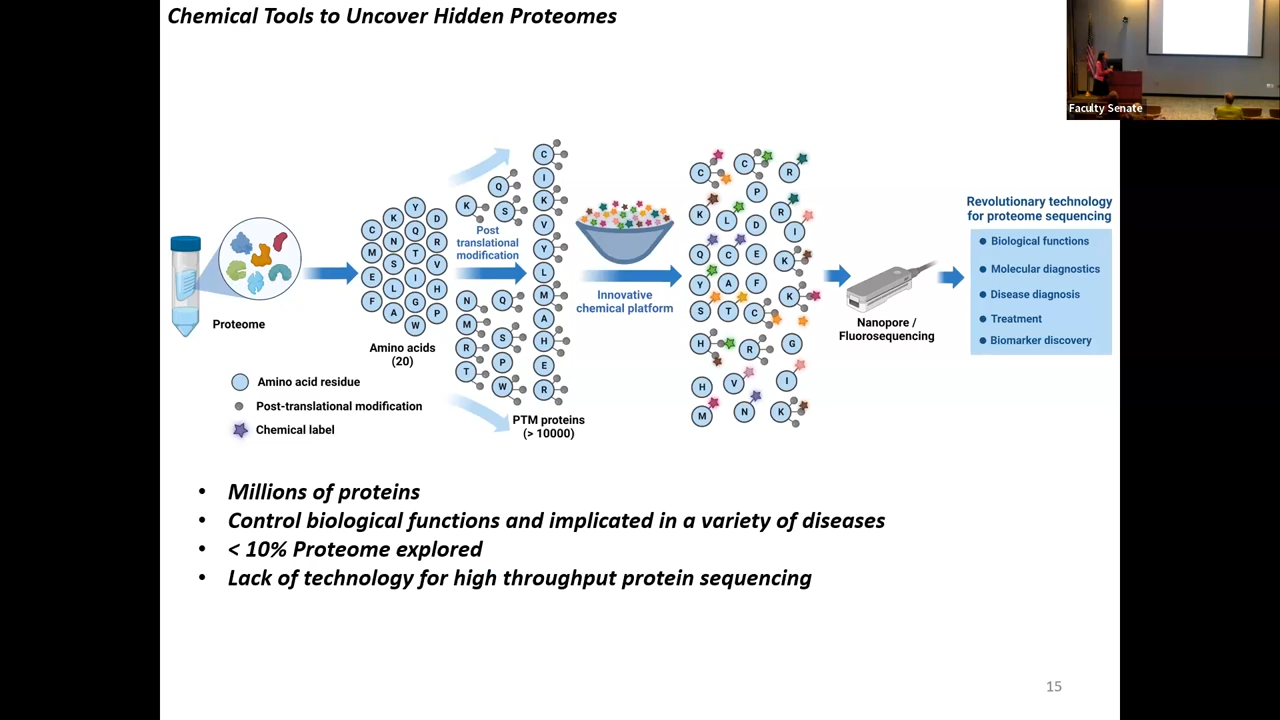 Chemical Tools to Uncover Hidden Proteomes
Faculty Senate
Proteome
C
K
Y
D
M
N
Q
R
E
S
T
V
F
L
I
H
A
G
P
W
Amino acids
(20)
Q
K
S
Post
translational
modification
N
Q
M
S
R
P
T
W
C
I
K
V
Y
L
M
A
H
E
R
PTM proteins
(> 10000)
Innovative
chemical platform
C
C
R
P
K
L
D
R
I
Q
C
E
K
Y
A
F
K
S
T
C
H
R
G
H
V
I
M
N
K
Nanopore /
Fluorosequencing
Revolutionary technology
for proteome sequencing
● Biological functions
● Molecular diagnostics
● Disease diagnosis
● Treatment
● Biomarker discovery
Amino acid residue
Post-translational modification
Chemical label
• Millions of proteins
• Control biological functions and implicated in a variety of diseases
• < 10% Proteome explored
• Lack of technology for high throughput protein sequencing
15